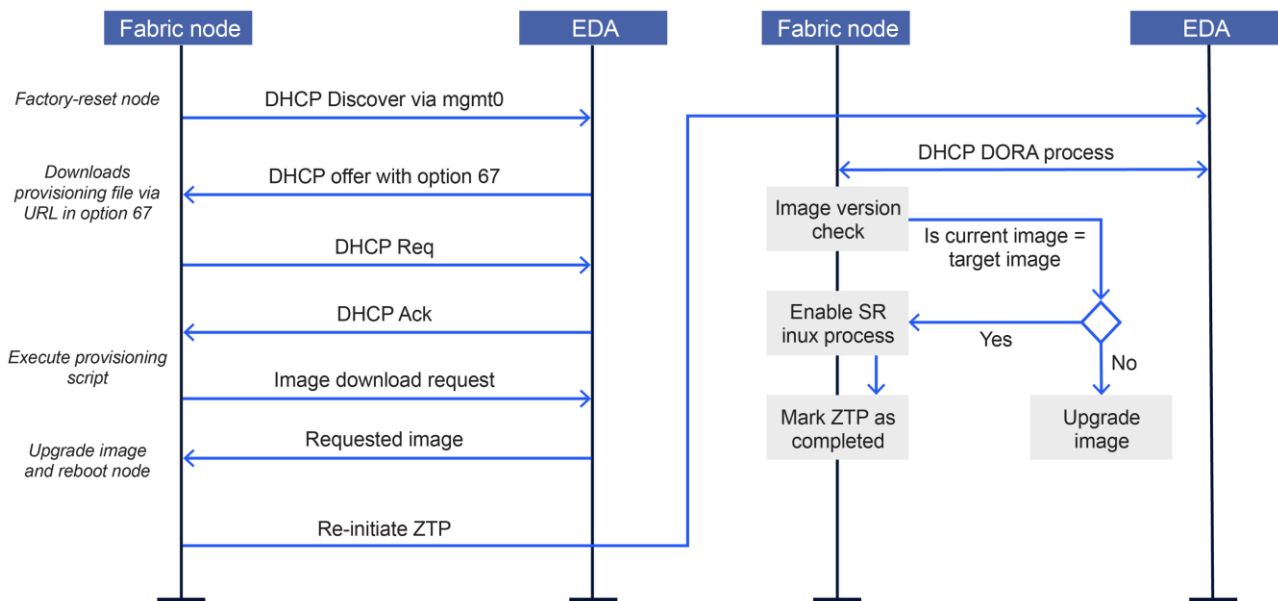 Fabric node
EDA
Factory-reset node
DHCP Discover via mgmt0
Downloads
provisioning file via
URL in option 67
DHCP offer with option 67
DHCP Req
DHCP Ack
Execute provisioning
script
Image download request
Upgrade image
and reboot node
Requested image
Re-initiate ZTP
Fabric node
EDA
DHCP DORA process
Image version
check
Is current image =
target image
Enable SR
inux process
Yes
No
Mark ZTP as
completed
Upgrade
image